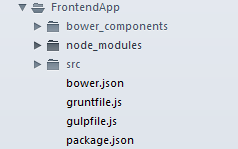 FrontendApp
bower_components
node_modules
src
bower.json
gruntfile.js
gulpfile.js
package.json